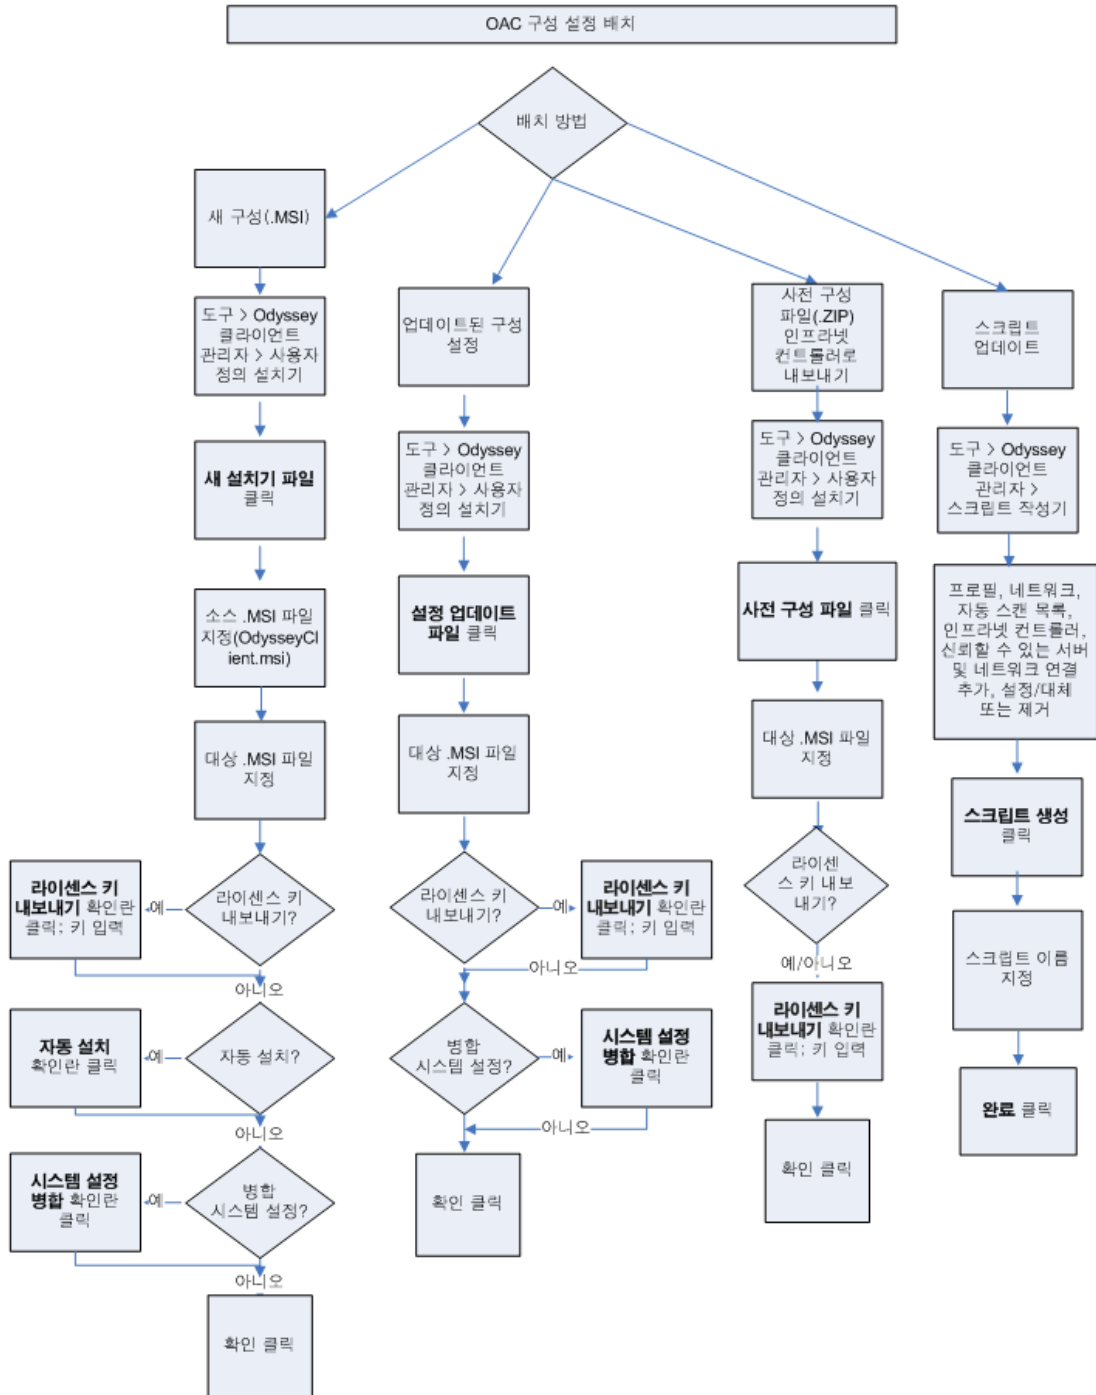 OAC 구성 설정 배치
배치 방법
새 구성(.MSI)
도구 > Odyssey
클라이언트
관리자 > 사용자
정의 설치기
새 설치기 파일
클릭
소스 .MSI 파일
지정(OdysseyCl
ient.msi)
대상 .MSI 파일
지정
라이센스 키
내보내기?
예
라이센스 키
내보내기 확인란
클릭; 키 입력
아니오
자동 설치?
예
자동 설치
확인란 클릭
아니오
병합
시스템 설정?
예
시스템 설정
병합 확인란
클릭
아니오
확인 클릭
업데이트된 구성
설정
도구 > Odyssey
클라이언트
관리자 > 사용자
정의 설치기
설정 업데이트
파일 클릭
대상 .MSI 파일
지정
라이센스 키
내보내기?
예
라이센스 키
내보내기 확인란
클릭; 키 입력
아니오
병합
시스템 설정?
예
시스템 설정
병합 확인란
클릭
아니오
확인 클릭
사전 구성
파일(.ZIP)
인프라넷
컨트롤러로
내보내기
도구 > Odyssey
클라이언트
관리자 > 사용자
정의 설치기
사전 구성 파일 클릭
대상 .MSI 파일
지정
라이센
스 키 내보
내기?
예/아니오
라이센스 키
내보내기 확인란
클릭; 키 입력
확인 클릭
스크립트
업데이트
도구 > Odyssey
클라이언트
관리자 >
스크립트 작성기
프로필, 네트워크,
자동 스캔 목록,
인프라넷 컨트롤러,
신뢰할 수 있는 서버
및 네트워크 연결
추가, 설정/대체
또는 제거
스크립트 생성
클릭
스크립트 이름
지정
완료 클릭